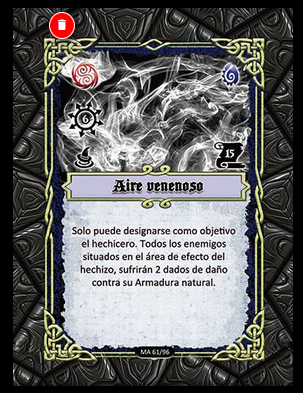 6
15
Aire venenoso
Solo puede designarse como objetivo
el hechicero. Todos los enemigos
situados en el área de efecto del
hechizo, sufrirán 2 dados de daño
contra su Armadura natural.
MA 61/96